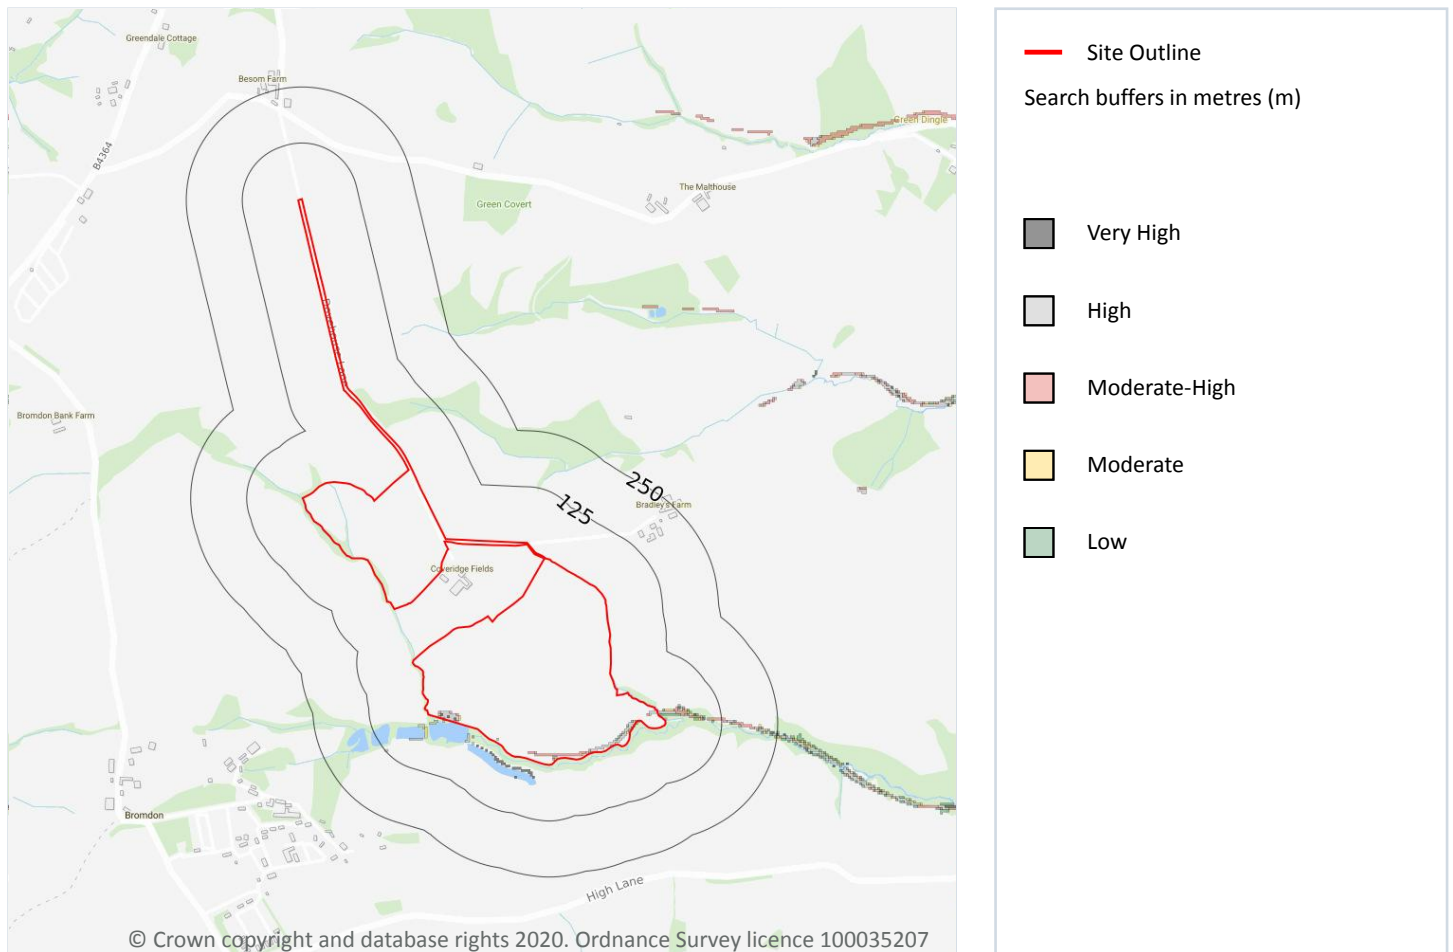 Greendale Cottage
Besom Farm
B4364
Green Dingle
The Malthouse
Green Covert
Bromdon Bank Farm
250
125
Bradley's Farm
Coveridge Fields
Bromdon
High Lane
© Crown copyright and database rights 2020. Ordnance Survey licence 100035207
Site Outline
Search buffers in metres (m)
Very High
High
Moderate-High
Moderate
Low